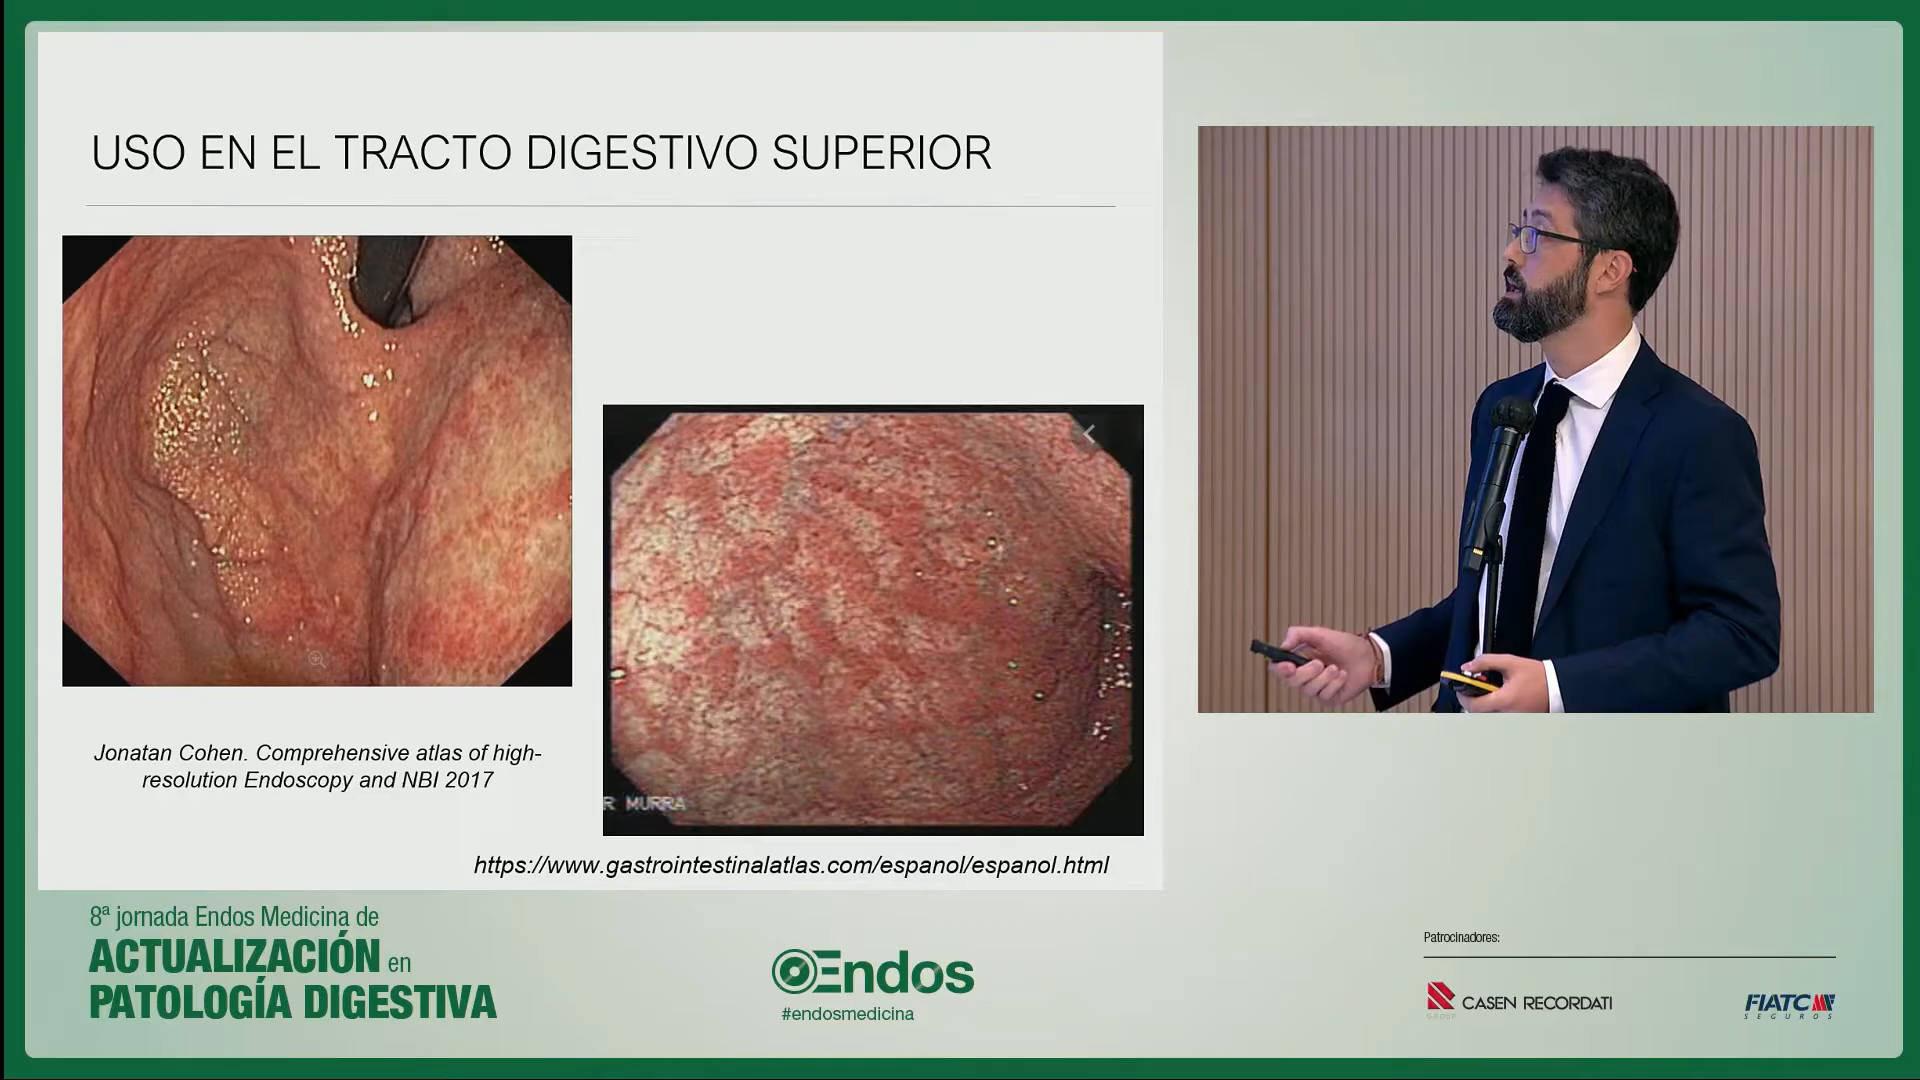 USO EN EL TRACTO DIGESTIVO SUPERIOR
Jonatan Cohen. Comprehensive atlas of high-
resolution Endoscopy and NBI 2017
R MURRA
https://www.gastrointestinalatlas.com/espanol/espanol.html
8ª jornada Endos Medicina de
ACTUALIZACIÓN en
PATOLOGÍA DIGESTIVA
Endos
#endosmedicina
Patrocinadores:
CASEN RECORDATI
GROUP
FIATC
SEGUROS